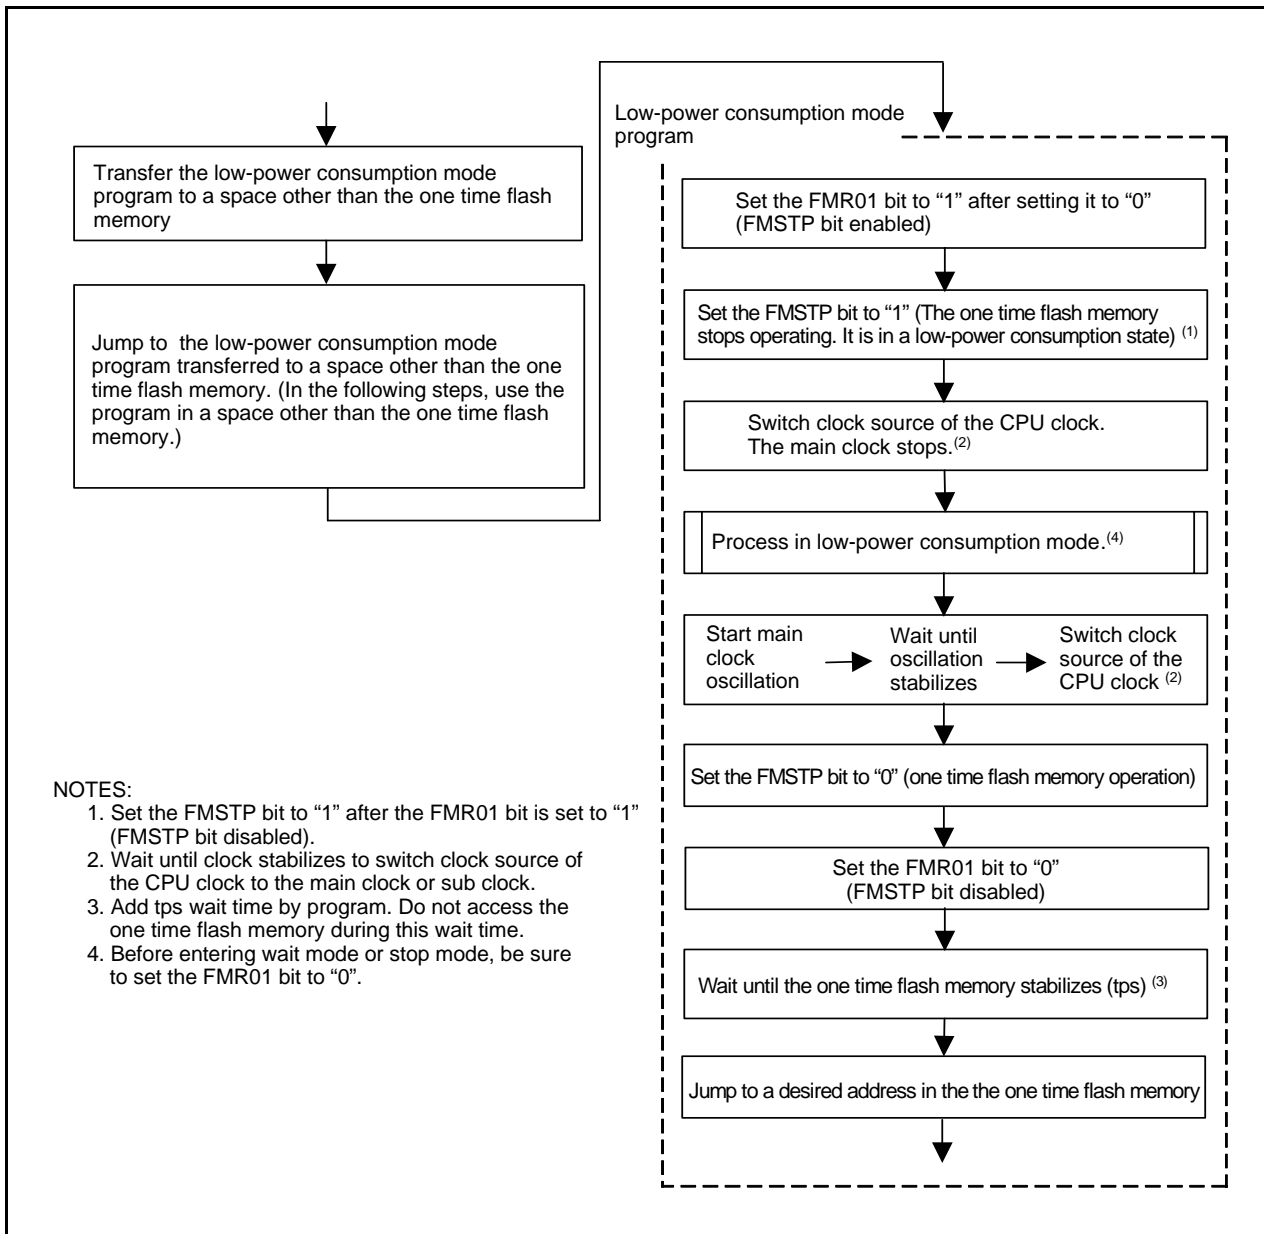 Transfer the low-power consumption mode
program to a space other than the one time flash
memory
Jump to the low-power consumption mode
program transferred to a space other than the one
time flash memory. (In the following steps, use the
program in a space other than the one time flash
memory.)
Low-power consumption mode
program
Set the FMR01 bit to “1” after setting it to “0”
(FMSTP bit enabled)
Set the FMSTP bit to “1” (The one time flash memory
stops operating. It is in a low-power consumption state) (1)
Switch clock source of the CPU clock.
The main clock stops.(2)
Process in low-power consumption mode.(4)
Start main
clock
oscillation
Wait until
oscillation
stabilizes
Switch clock
source of the
CPU clock (2)
Set the FMSTP bit to “0” (one time flash memory operation)
Set the FMR01 bit to “0”
(FMSTP bit disabled)
Wait until the one time flash memory stabilizes (tps) (3)
Jump to a desired address in the the one time flash memory
NOTES:
1. Set the FMSTP bit to “1” after the FMR01 bit is set to “1”
(FMSTP bit disabled).
2. Wait until clock stabilizes to switch clock source of
the CPU clock to the main clock or sub clock.
3. Add tps wait time by program. Do not access the
one time flash memory during this wait time.
4. Before entering wait mode or stop mode, be sure
to set the FMR01 bit to “0”.